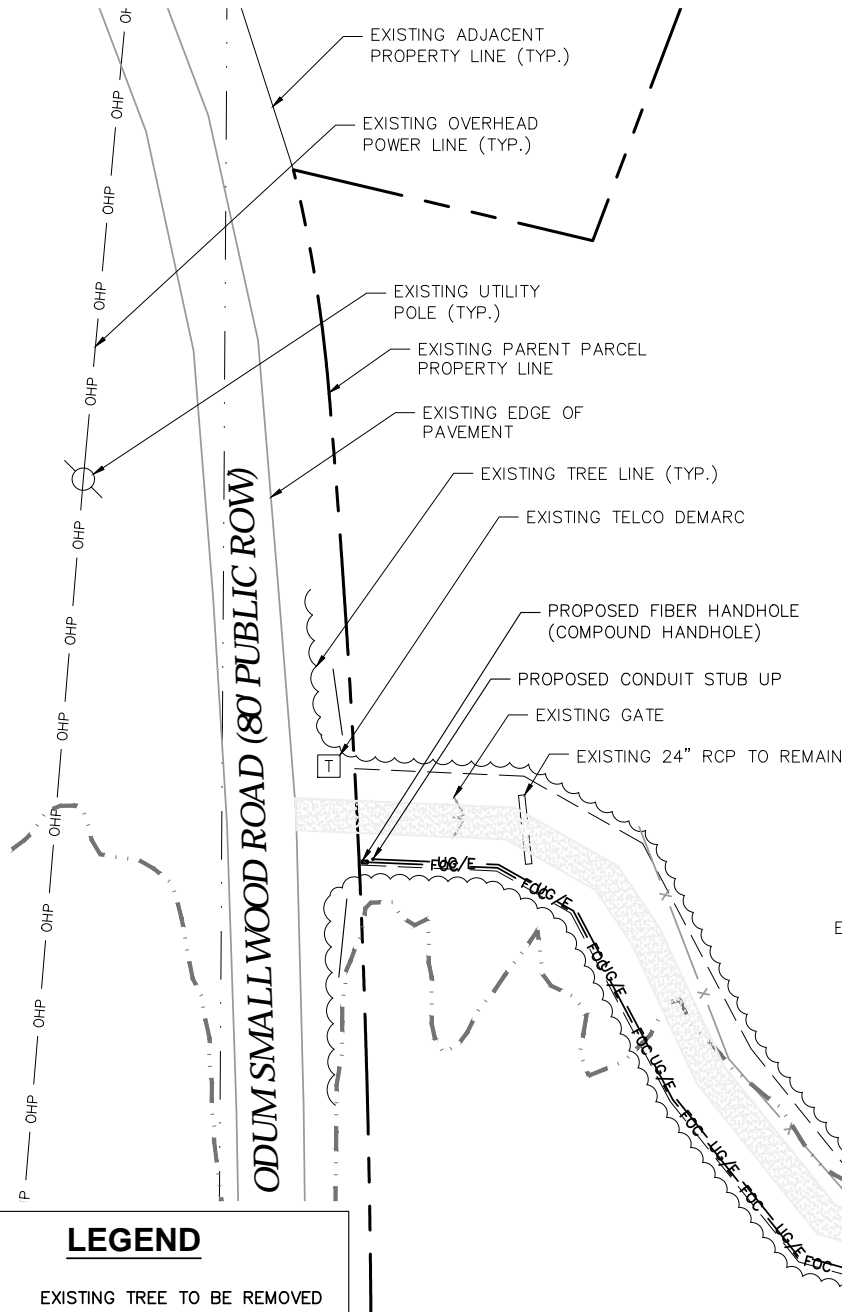 EXISTING ADJACENT
PROPERTY LINE (TYP.)
EXISTING OVERHEAD
POWER LINE (TYP.)
EXISTING UTILITY
POLE (TYP.)
EXISTING PARENT PARCEL
PROPERTY LINE
EXISTING EDGE OF
PAVEMENT
EXISTING TREE LINE (TYP.)
EXISTING TELCO DEMARC
PROPOSED FIBER HANDHOLE
(COMPOUND HANDHOLE)
PROPOSED CONDUIT STUB UP
EXISTING GATE
EXISTING 24" RCP TO REMAIN
OHP
OHP
OHP
OHP
OHP
OHP
OHP
OHP
OHP
OHP
OHP
OHP
P
ODUM SMALLWOOD ROAD (80' PUBLIC ROW)
T
FOC
UG/E
FOC
UG/E
FOC
UG/E
FOC
UG/E
FOC
UG/E
FOC
UG/E
FOC
X
X
X
E
LEGEND
EXISTING TREE TO BE REMOVED